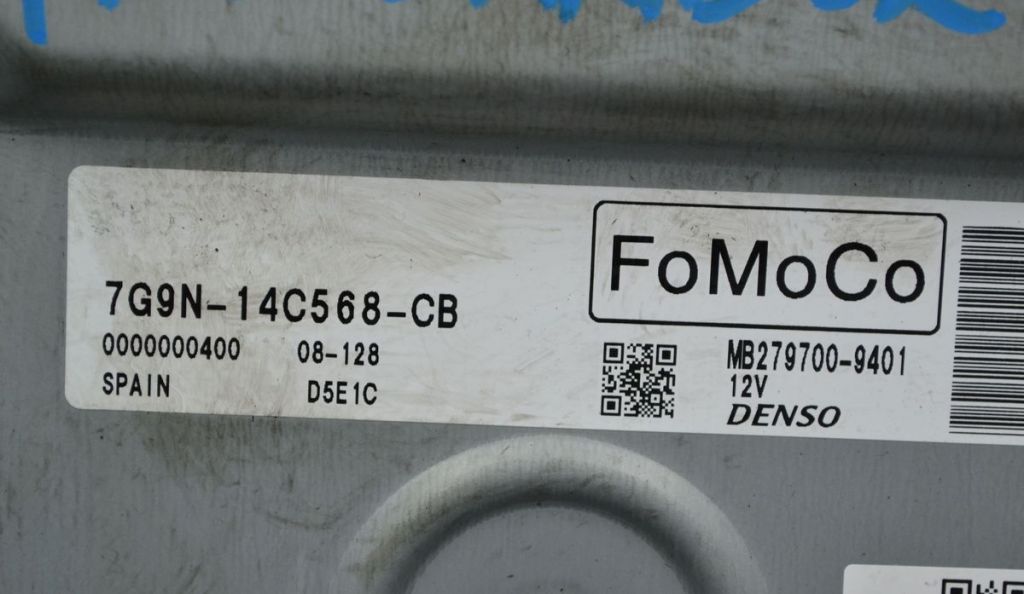 7G9N-14C568-CB
0000000400 08-128
SPAIN D5E1C
FoMoCo
MB279700-9401
12V
DENSO